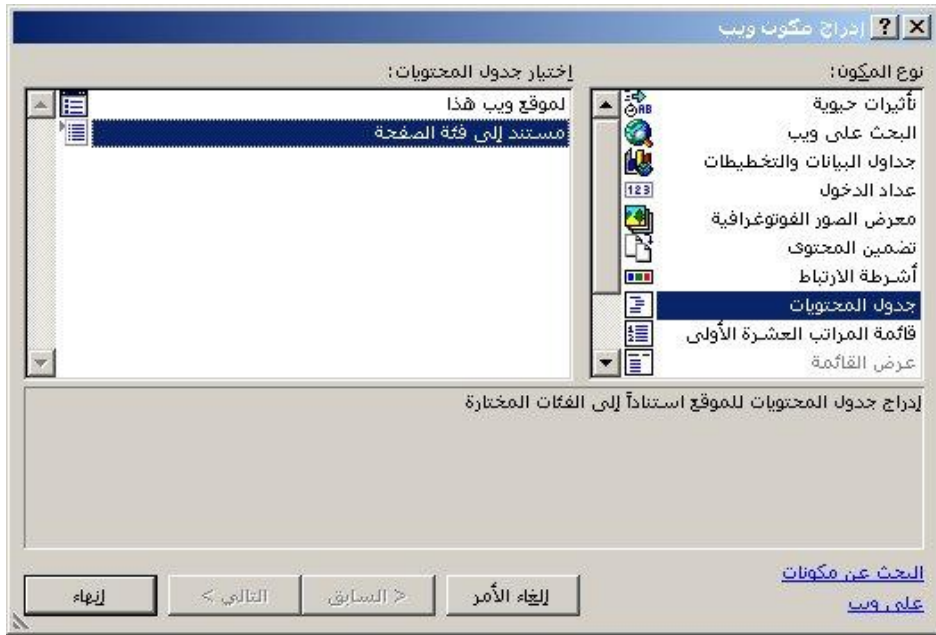 إدراج مكون ويب
نوع المكون:
تأثيرات حيوية
البحث على ويب
جداول البيانات والتخطيطات
عداد الدخول
معرض الصور الفوتوغرافية
تضمين المحتوى
أشرطة الارتباط
جدول المحتويات
قائمة المراتب العشرة الأولى
عرض القائمة
إختيار جدول المحتويات:
لموقع ويب هذا
مستند إلى فئة الصفحة
إدراج جدول المحتويات للموقع استناداً إلى الفئات المختارة
البحث عن مكونات
على ويب
إلغاء الأمر
< السابق
التالي >
إنهاء